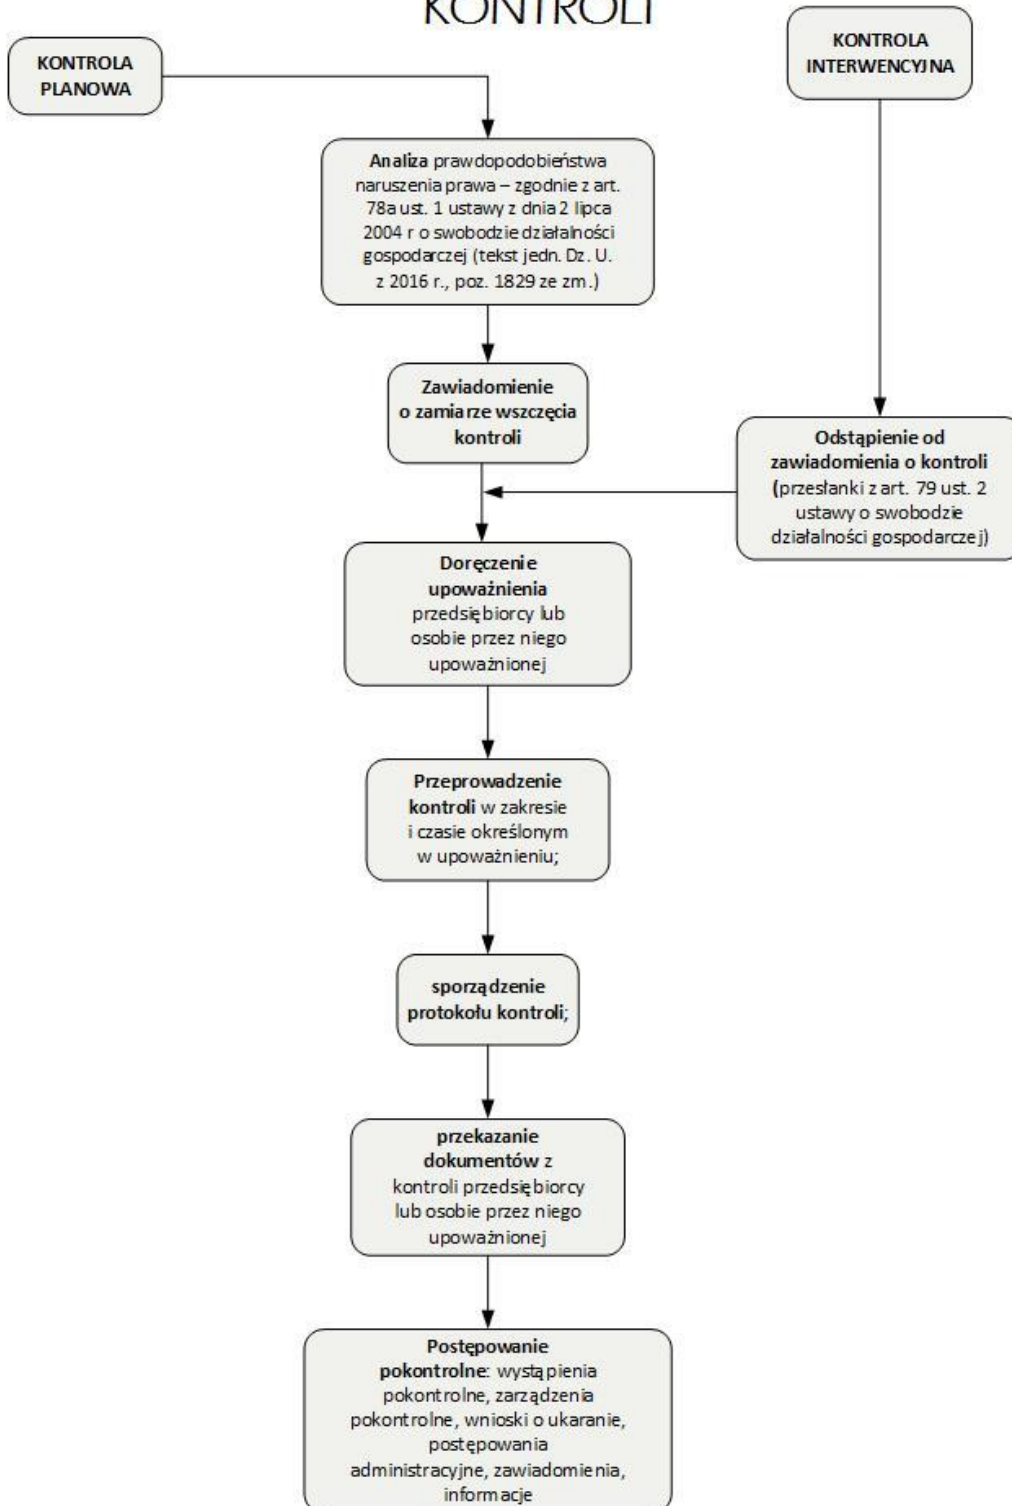 KONTROLI
KONTROLA
PLANOWA
KONTROLA
INTERWENCYJNA
Analiza prawdopodobieństwa
naruszenia prawa – zgodnie z art.
78a ust. 1 ustawy z dnia 2 lipca
2004 r o swobodzie działalności
gospodarczej (tekst jedn. Dz. U.
z 2016 r., poz. 1829 ze zm.)
Zawiadomienie
o zamiarze wszczęcia
kontroli
Odstąpienie od
zawiadomienia o kontroli
(przesłanki z art. 79 ust. 2
ustawy o swobodzie
działalności gospodarczej)
Doręczenie
upoważnienia
przedsiębiorcy lub
osobie przez niego
upoważnionej
Przeprowadzenie
kontroli w zakresie
i czasie określonym
w upoważnieniu;
sporządzenie
protokołu kontroli;
przekazanie
dokumentów z
kontroli przedsiębiorcy
lub osobie przez niego
upoważnionej
Postępowanie
pokontrolne: wystąpienia
pokontrolne, zarządzenia
pokontrolne, wnioski o ukaranie,
postępowania
administracyjne, zawiadomienia,
informacje